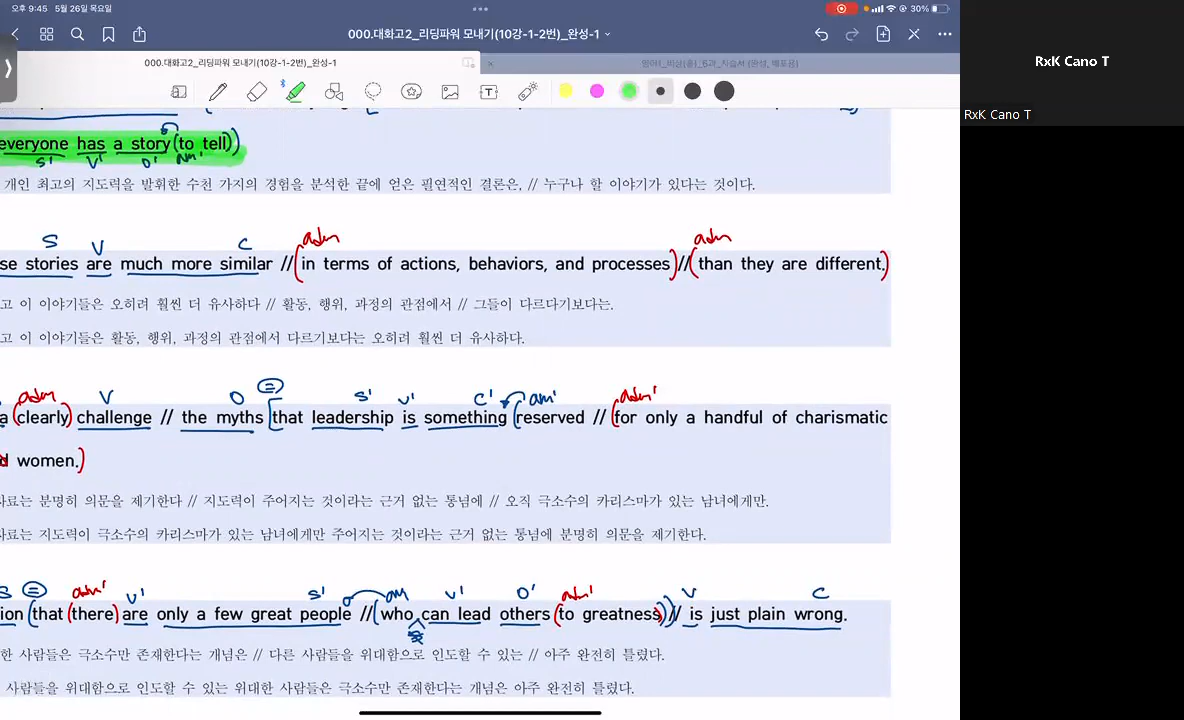 오후 9:45 5월 26일 목요일
30%
000.대화고2_리딩파워 모내기(10강-1-2번)_완성-1
RxK Cano T
000.대화고2_리딩파워 모내기(10강-1-2번)_완성-1
RxK Cano T
everyone has a story (to tell))
S' V' O' am'
개인 최고의 지도력을 발휘한 수천 가지의 경험을 분석한 끝에 얻은 필연적인 결론은, // 누구나 할 이야기가 있다는 것이다.
S V C adm adm
se stories are much more similar // (in terms of actions, behaviors, and processes) // (than they are different.)
고 이 이야기들은 오히려 훨씬 더 유사하다 // 활동, 행위, 과정의 관점에서 // 그들이 다르다기보다는.
고 이 이야기들은 활동, 행위, 과정의 관점에서 다르기보다는 오히려 훨씬 더 유사하다.
adm V O = S' V' C' am' adm'
a (clearly) challenge // the myths [that leadership is something (reserved // (for only a handful of charismatic
d women.)
사료는 분명히 의문을 제기한다 // 지도력이 주어지는 것이라는 근거 없는 통념에 // 오직 극소수의 카리스마가 있는 남녀에게만.
사료는 지도력이 극소수의 카리스마가 있는 남녀에게만 주어지는 것이라는 근거 없는 통념에 분명히 의문을 제기한다.
S = adm' V' S' am V' O' adm' V C
ion (that (there) are only a few great people // (who can lead others (to greatness)) // is just plain wrong.
한 사람들은 극소수만 존재한다는 개념은 // 다른 사람들을 위대함으로 인도할 수 있는 // 아주 완전히 틀렸다.
사람들을 위대함으로 인도할 수 있는 위대한 사람들은 극소수만 존재한다는 개념은 아주 완전히 틀렸다.